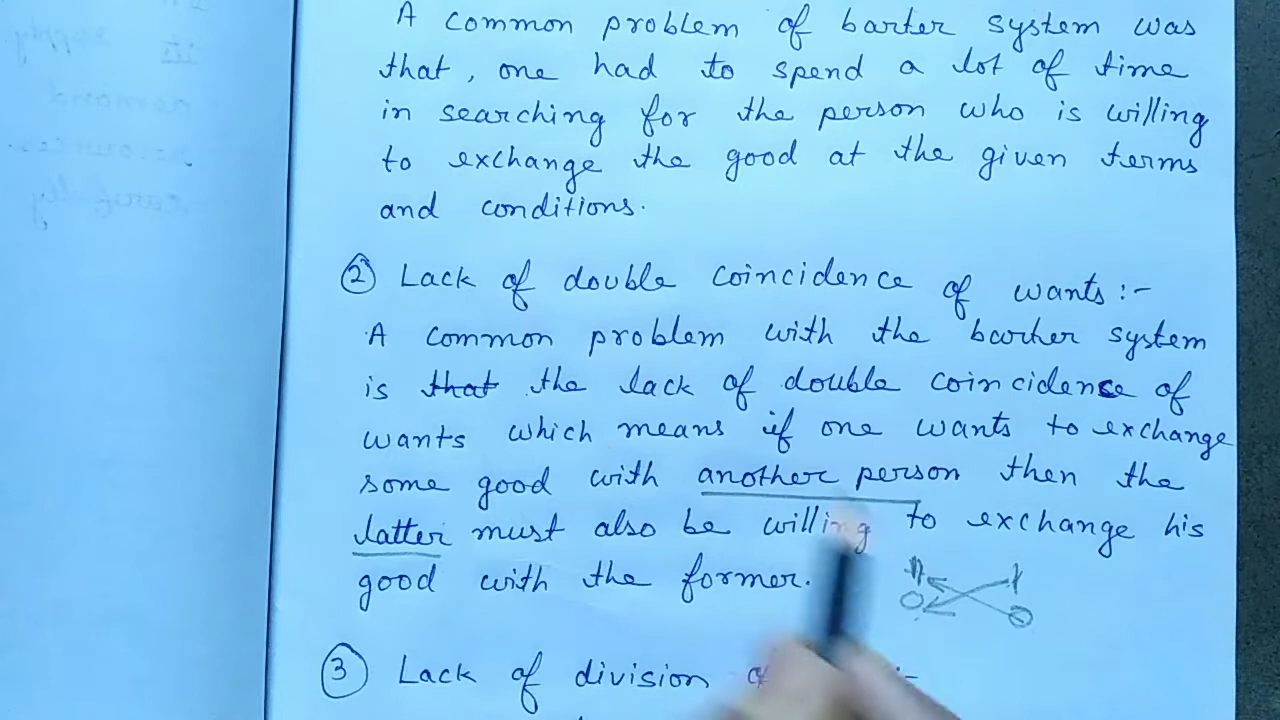 A common problem of barter system was
that, one had to spend a lot of time
in searching for the person who is willing
to exchange the good at the given terms
and conditions.
② Lack of double coincidence of wants :-
A common problem with the barter system
is that the lack of double coincidence of
wants which means if one wants to exchange
some good with another person then the
latter must also be willing to exchange his
good with the former.
③ Lack of division :-